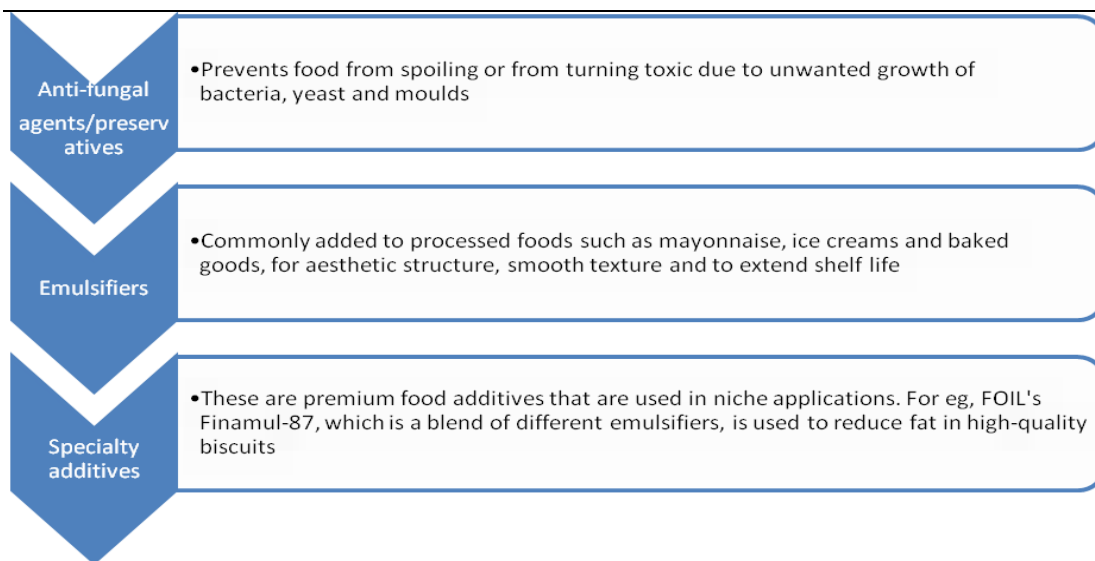 Anti-fungal
agents/preserv
atives
•Prevents food from spoiling or from turning toxic due to unwanted growth of
bacteria, yeast and moulds
Emulsifiers
•Commonly added to processed foods such as mayonnaise, ice creams and baked
goods, for aesthetic structure, smooth texture and to extend shelf life
Specialty
additives
•These are premium food additives that are used in niche applications. For eg, FOIL's
Finamul-87, which is a blend of different emulsifiers, is used to reduce fat in high-quality
biscuits